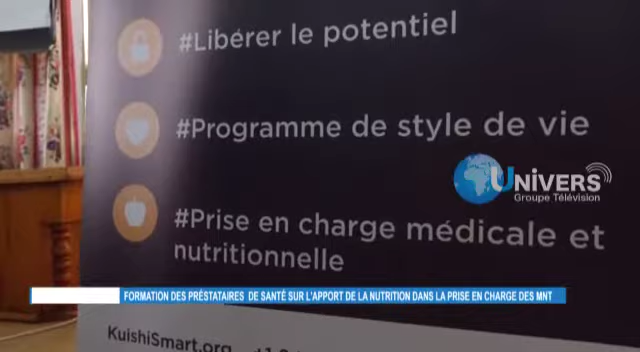 #Libérer le potentiel
#Programme de style de vie
UNIVERS
Groupe Télévision
#Prise en charge médicale et
nutritionnelle
FORMATION DES PRÉSTATAIRES DE SANTÉ SUR L'APPORT DE LA NUTRITION DANS LA PRISE EN CHARGE DES MNT
KuishiSmart.org